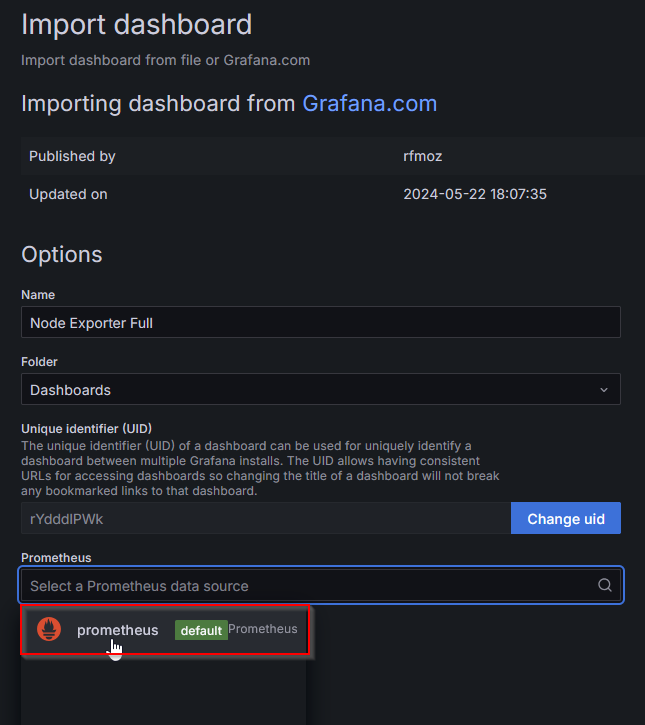 Import dashboard
Import dashboard from file or Grafana.com
Importing dashboard from Grafana.com
Published by rfmoz
Updated on 2024-05-22 18:07:35
Options
Name
Node Exporter Full
Folder
Dashboards
Unique identifier (UID)
The unique identifier (UID) of a dashboard can be used for uniquely identify a
dashboard between multiple Grafana installs. The UID allows having consistent
URLs for accessing dashboards so changing the title of a dashboard will not break
any bookmarked links to that dashboard.
rYdddlPWk
Change uid
Prometheus
Select a Prometheus data source
prometheus default Prometheus